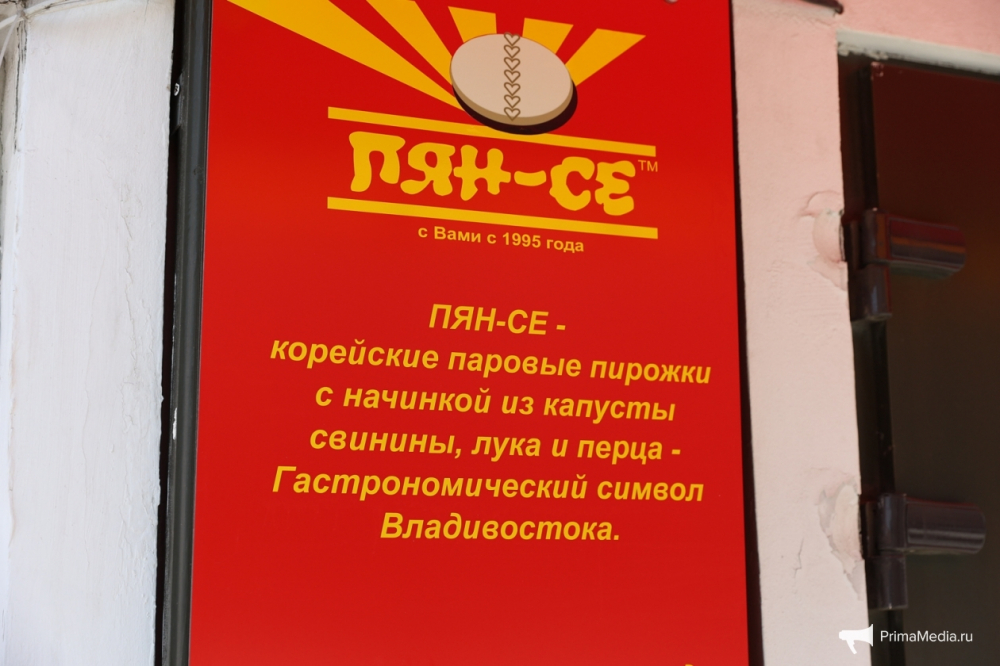 ПЯН-СЕ™
с Вами с 1995 года
ПЯН-СЕ -
корейские паровые пирожки
с начинкой из капусты
свинины, лука и перца -
Гастрономический символ
Владивостока.
PrimaMedia.ru